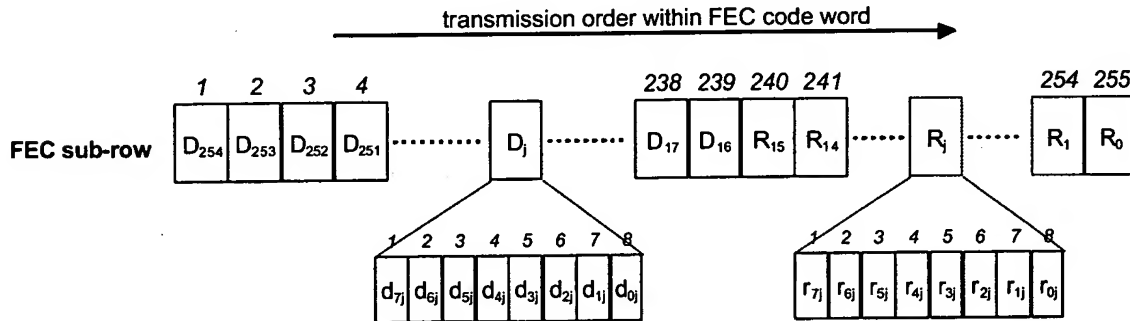 transmission order within FEC code word
1 2 3 4 238 239 240 241 254 255
FEC sub-row D254 D253 D252 D251 ........ Dj ........ D17 D16 R15 R14 ........ Rj ........ R1 R0
1 2 3 4 5 6 7 8 1 2 3 4 5 6 7 8
d7j d6j d5j d4j d3j d2j d1j d0j r7j r6j r5j r4j r3j r2j r1j r0j